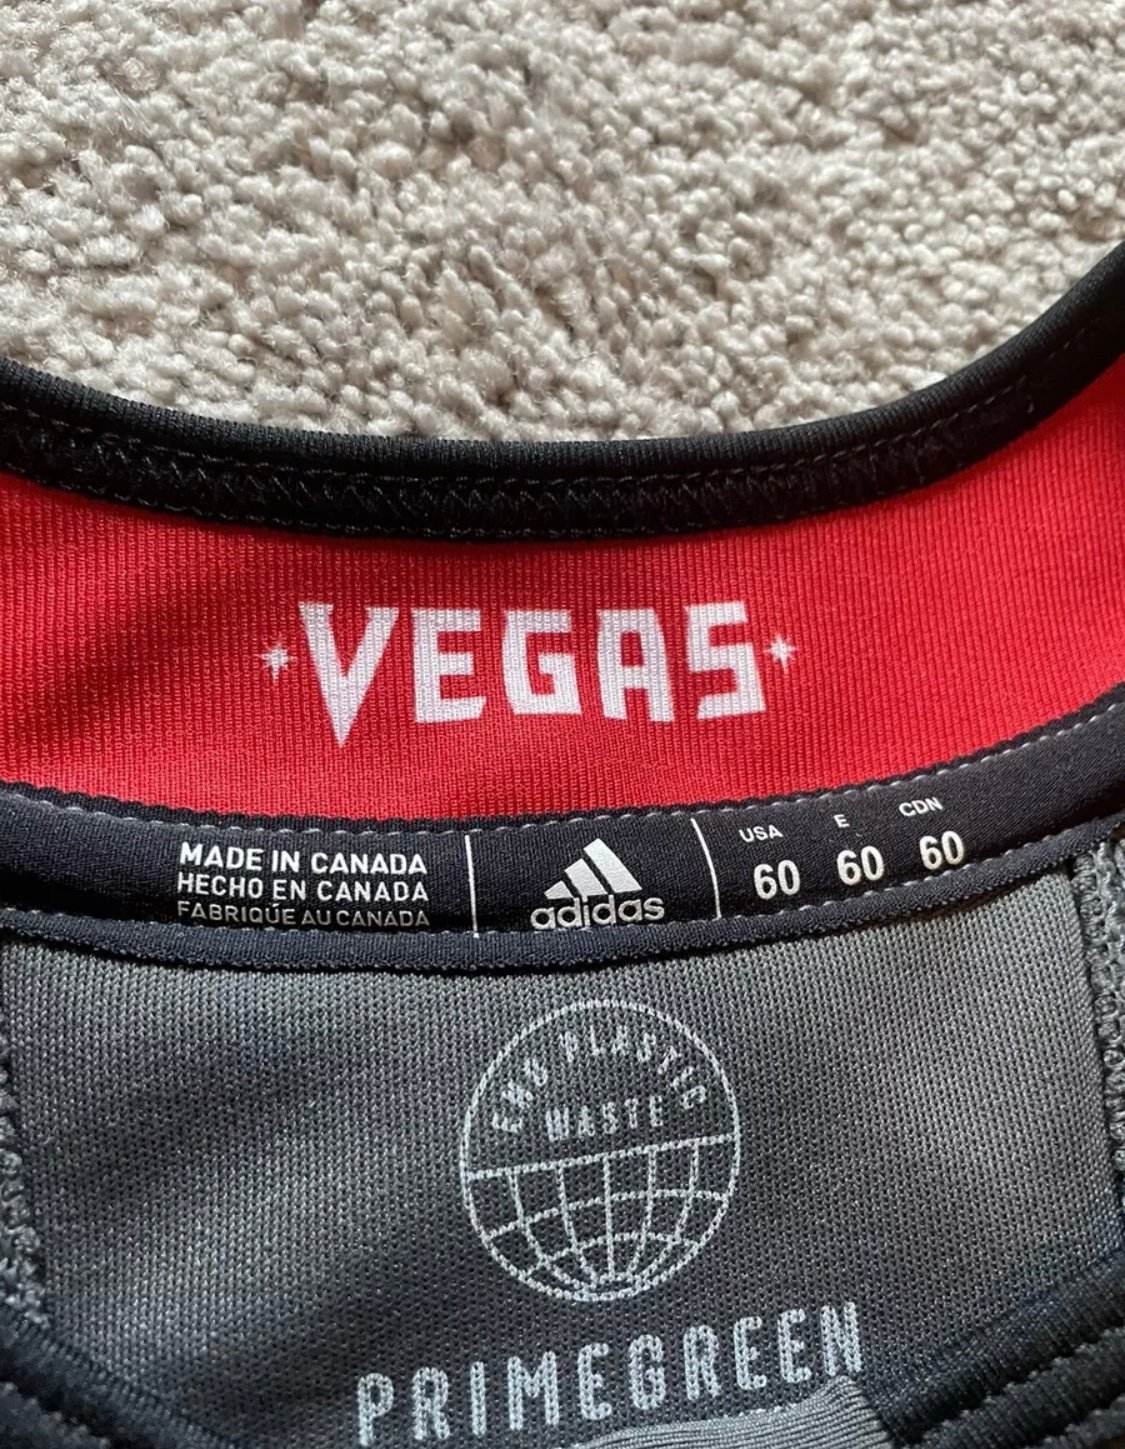 VEGAS
MADE IN CANADA
HECHO EN CANADA
FABRIQUÉ AU CANADA
adidas
USA E CDN
60 60 60
END PLASTIC
WASTE
PRIMEGREEN